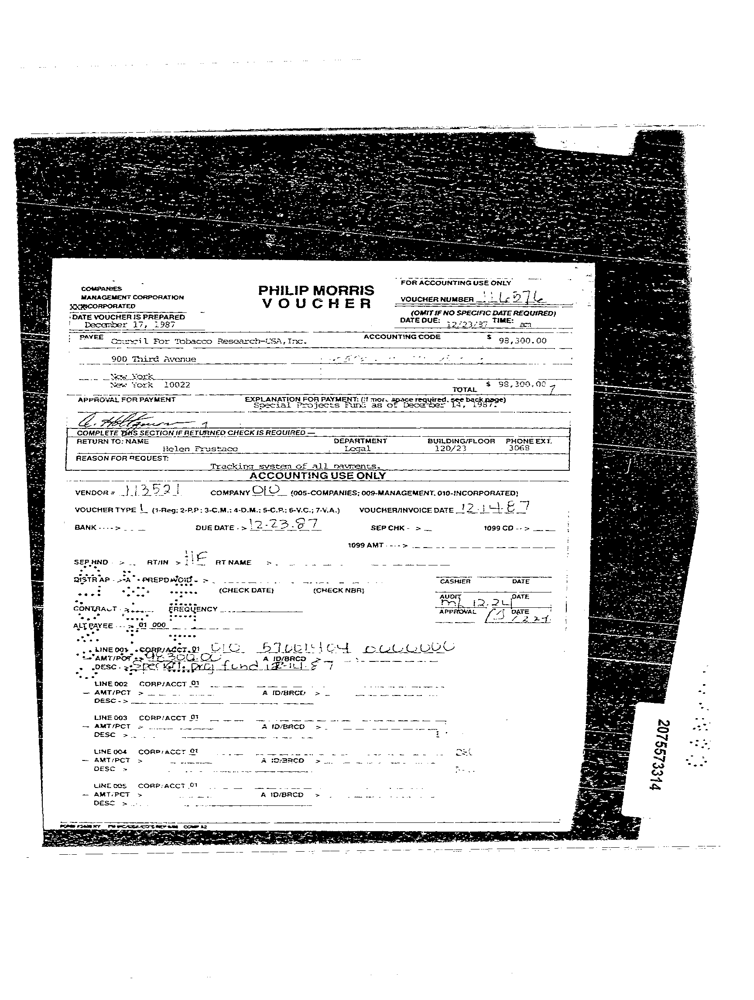 COMPANIES
MANAGEMENT CORPORATION
XX INCORPORATED
PHILIP MORRIS
VOUCHER
FOR ACCOUNTING USE ONLY
VOUCHER NUMBER 116576
(OMIT IF NO SPECIFIC DATE REQUIRED)
DATE DUE: 12/23/87 TIME: am
DATE VOUCHER IS PREPARED
December 17, 1987
PAYEE Council For Tobacco Research-USA, Inc.
ACCOUNTING CODE $ 98,300.00
900 Third Avenue
New York
New York 10022
TOTAL $ 98,300.00
APPROVAL FOR PAYMENT
EXPLANATION FOR PAYMENT: (If more space required, see back page)
Special Projects Fund as of December 14, 1987.
COMPLETE THIS SECTION IF RETURNED CHECK IS REQUIRED —
RETURN TO: NAME DEPARTMENT BUILDING/FLOOR PHONE EXT.
Helen Frustace Legal 120/23 3068
REASON FOR REQUEST:
Tracking system of all payments.
ACCOUNTING USE ONLY
VENDOR # 113521 COMPANY 010 (005-COMPANIES; 009-MANAGEMENT, 010-INCORPORATED)
VOUCHER TYPE 1 (1-Reg; 2-P.P; 3-C.M.; 4-D.M.; 5-C.P.; 6-V.C.; 7-V.A.) VOUCHER/INVOICE DATE 12.14.87
BANK ----> DUE DATE -> 12.23.87 SEP CHK - > 1099 CD -->
1099 AMT ---->
SEP HND - > RT/IN > HF RT NAME >
DISTR AP - >A - PREPD/VOID - >
(CHECK DATE) (CHECK NBR)
CASHIER DATE
AUDIT 12.24 DATE
CONTRACT - > FREQUENCY
APPROVAL DATE
ALT PAYEE ---> 01 000
LINE 001 CORP/ACCT 01 010
AMT/PCT > 98300.00 A ID/BRCD
DESC - > fund 12.14.87
LINE 002 CORP/ACCT 01
— AMT/PCT > A ID/BRCD >
DESC - >
LINE 003 CORP/ACCT 01
— AMT/PCT > A ID/BRCD >
DESC >
LINE 004 CORP/ACCT 01
— AMT/PCT > A ID/BRCD >
DESC >
LINE 005 CORP/ACCT 01
— AMT/PCT > A ID/BRCD >
DESC >
2075573314